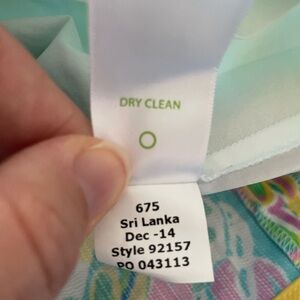 DRY CLEAN
675
Sri Lanka
Dec -14
Style 92157
PO 043113